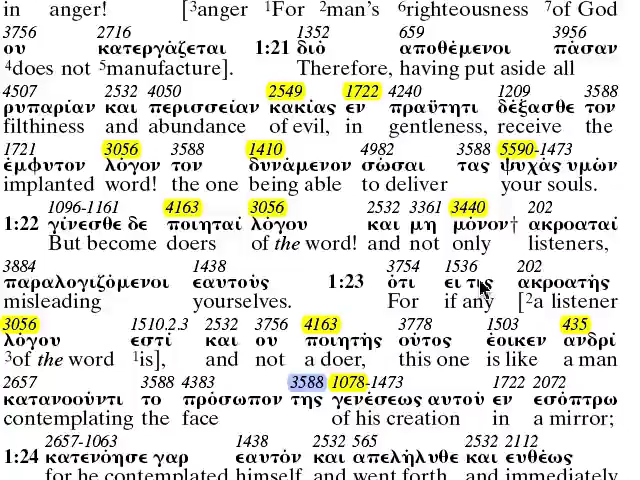 in anger! [³anger ¹For ²man's ⁶righteousness ⁷of God
3756 2716 1352 659 3956
ου κατεργάζεται 1:21 διό αποθέμενοι πάσαν
⁴does not ⁵manufacture]. Therefore, having put aside all
4507 2532 4050 2549 1722 4240 1209 3588
ρυπαρίαν και περισσείαν κακίας εν πραΰτητι δέξασθε τον
filthiness and abundance of evil, in gentleness, receive the
1721 3056 3588 1410 4982 3588 5590-1473
έμφυτον λόγον τον δυνάμενον σώσαι τας ψυχάς υμών
implanted word! the one being able to deliver your souls.
1096-1161 4163 3056 2532 3361 3440 202
1:22 γίνεσθε δε ποιηταί λόγου και μη μόνον† ακροαταί
But become doers of the word! and not only listeners,
3884 1438 3754 1536 202
παραλογιζόμενοι εαυτούς 1:23 ότι ει τις ακροατής
misleading yourselves. For if any [²a listener
3056 1510.2.3 2532 3756 4163 3778 1503 435
λόγου εστί και ου ποιητής ούτος έοικεν ανδρί
³of the word ¹is], and not a doer, this one is like a man
2657 3588 4383 3588 1078-1473 1722 2072
κατανοούντι το πρόσωπον της γενέσεως αυτού εν εσόπτρω
contemplating the face of his creation in a mirror;
2657-1063 1438 2532 565 2532 2112
1:24 κατενόησε γαρ εαυτόν και απελήλυθε και ευθέως
for he contemplated himself and went forth and immediately